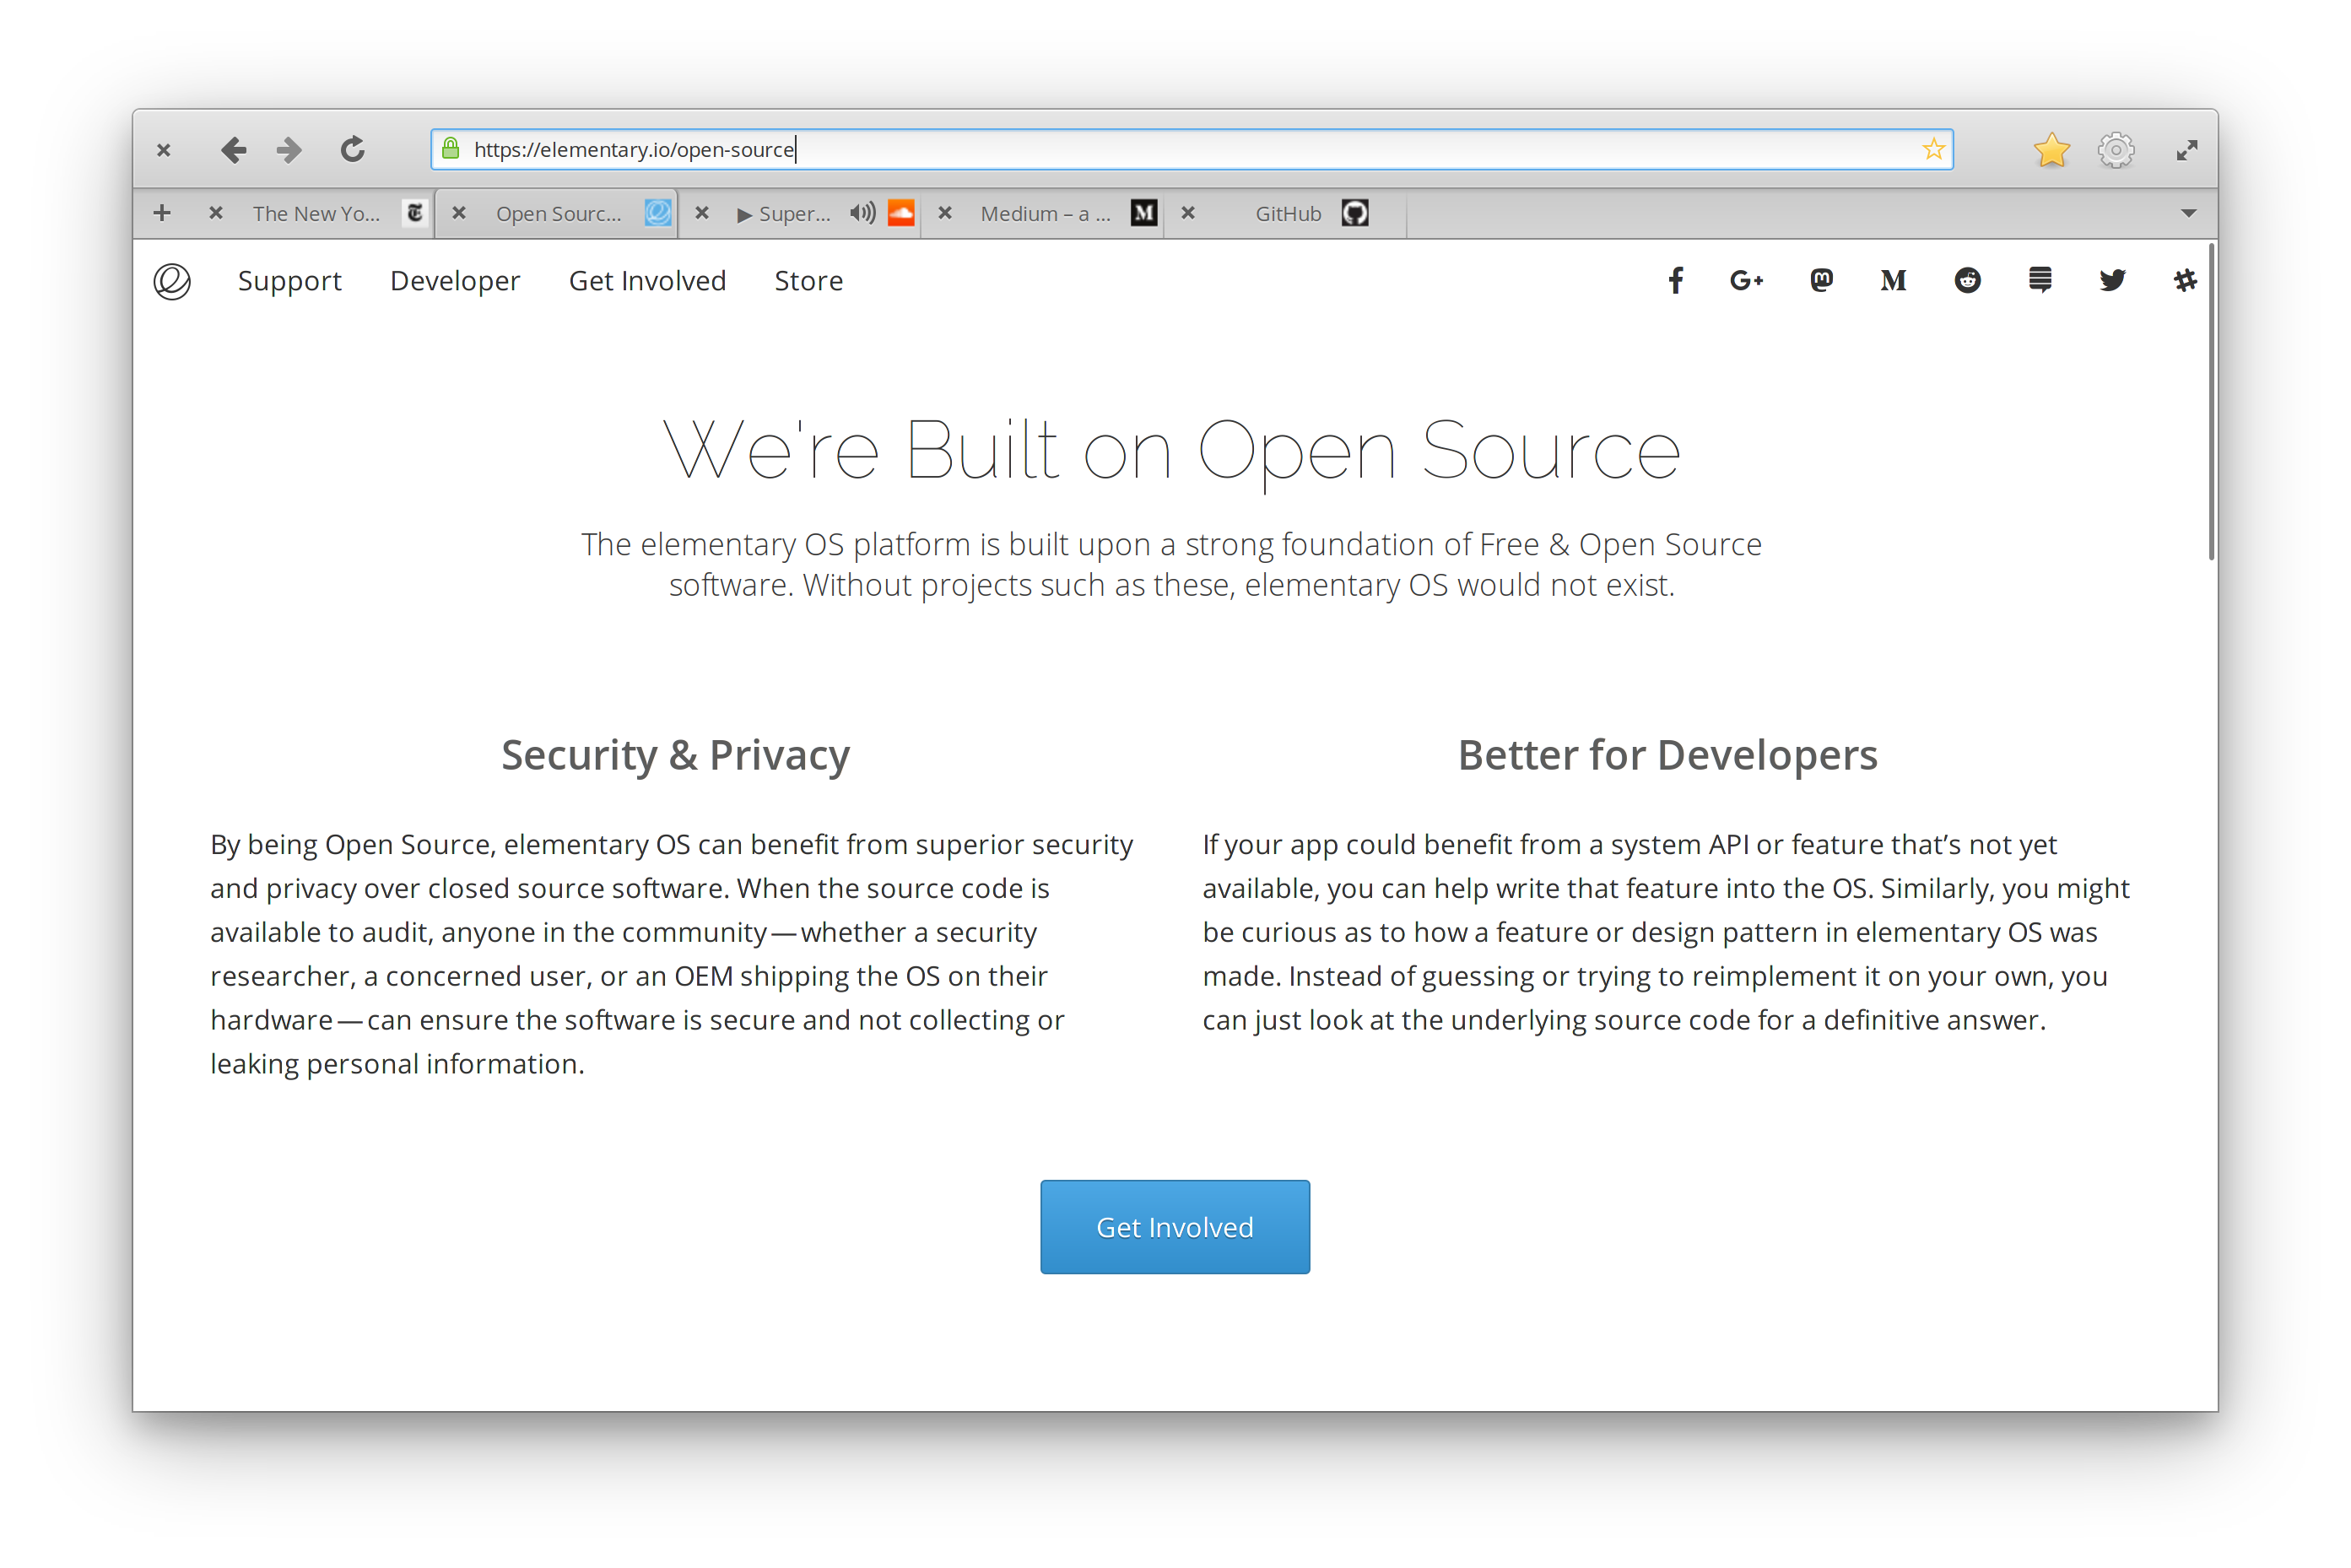 https://elementary.io/open-source
The New Yo...
Open Sourc...
▶ Super...
Medium – a ...
GitHub
Support
Developer
Get Involved
Store
We're Built on Open Source
The elementary OS platform is built upon a strong foundation of Free & Open Source
software. Without projects such as these, elementary OS would not exist.
Security & Privacy
By being Open Source, elementary OS can benefit from superior security
and privacy over closed source software. When the source code is
available to audit, anyone in the community — whether a security
researcher, a concerned user, or an OEM shipping the OS on their
hardware — can ensure the software is secure and not collecting or
leaking personal information.
Better for Developers
If your app could benefit from a system API or feature that’s not yet
available, you can help write that feature into the OS. Similarly, you might
be curious as to how a feature or design pattern in elementary OS was
made. Instead of guessing or trying to reimplement it on your own, you
can just look at the underlying source code for a definitive answer.
Get Involved